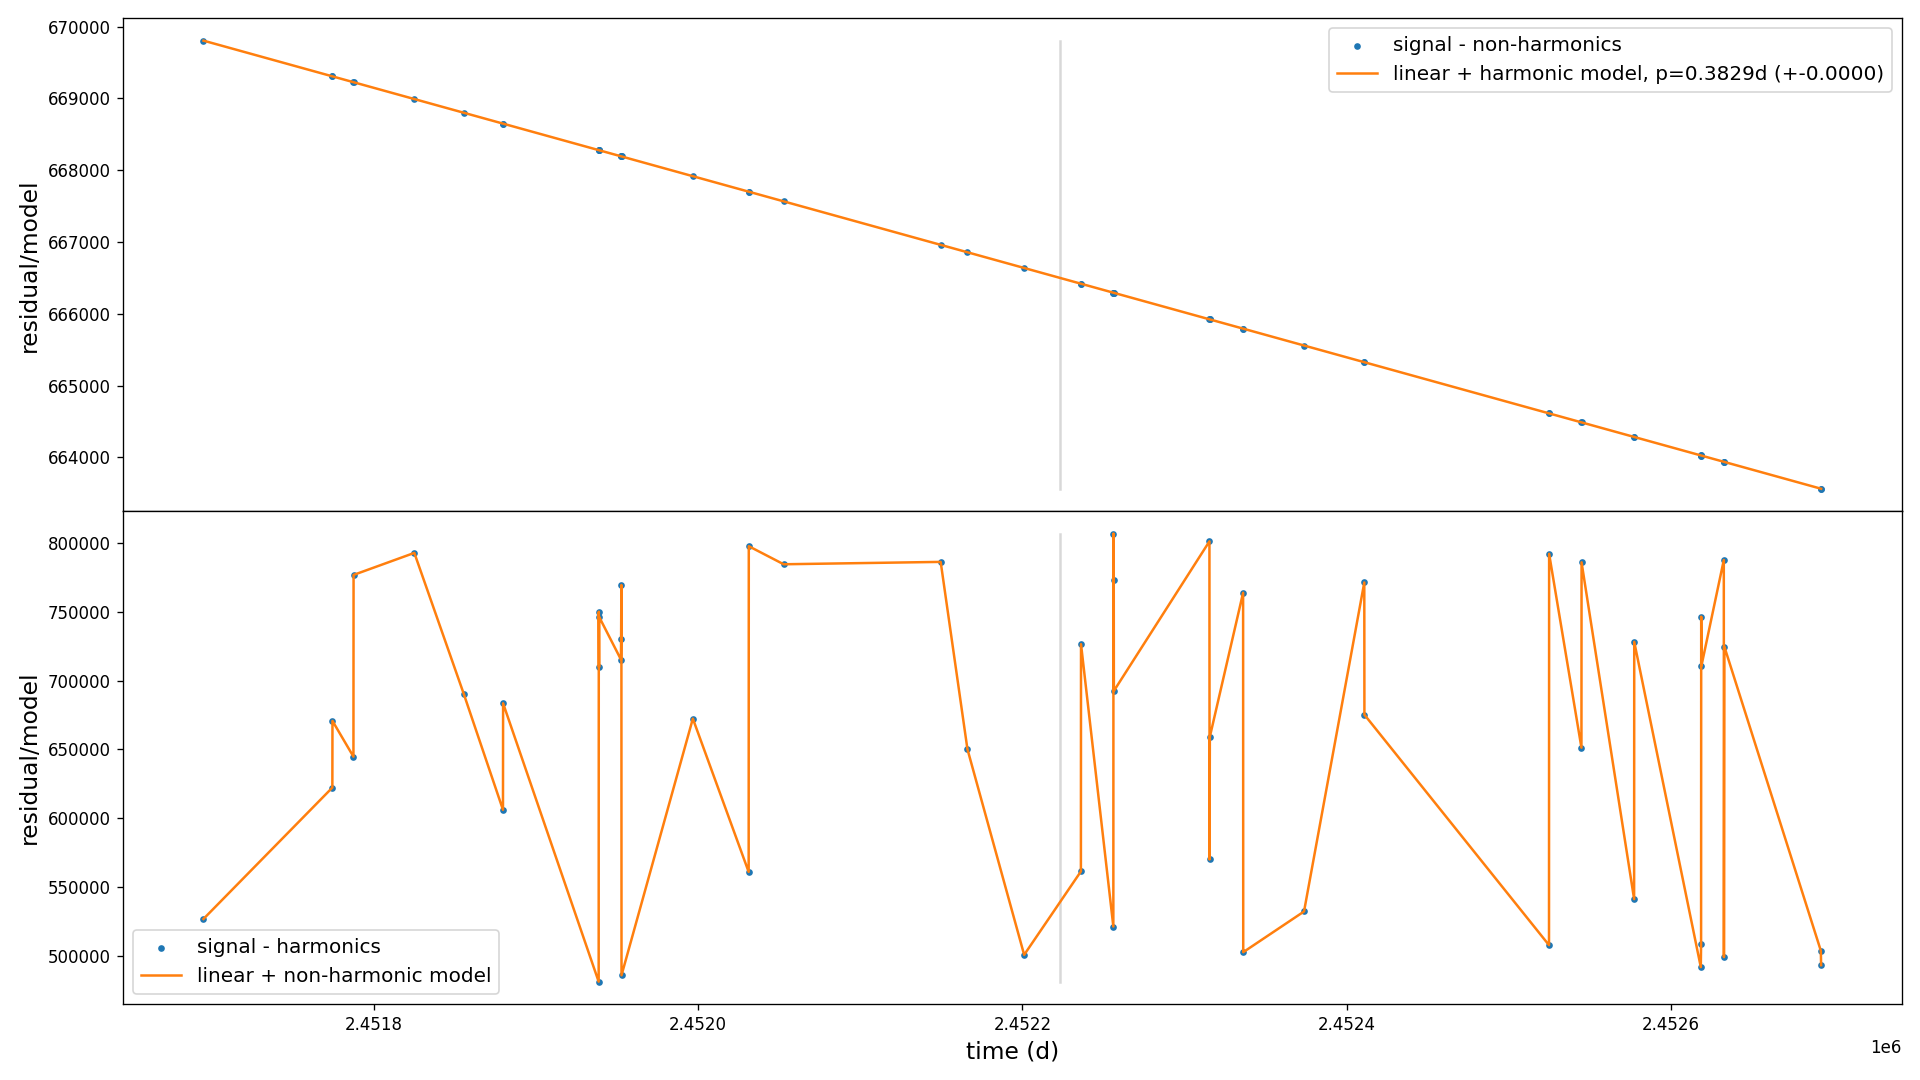 670000
669000
668000
667000
666000
665000
664000
residual/model
signal - non-harmonics
linear + harmonic model, p=0.3829d (+-0.0000)
800000
750000
700000
650000
600000
550000
500000
residual/model
signal - harmonics
linear + non-harmonic model
2.4518
2.4520
2.4522
2.4524
2.4526
1e6
time (d)